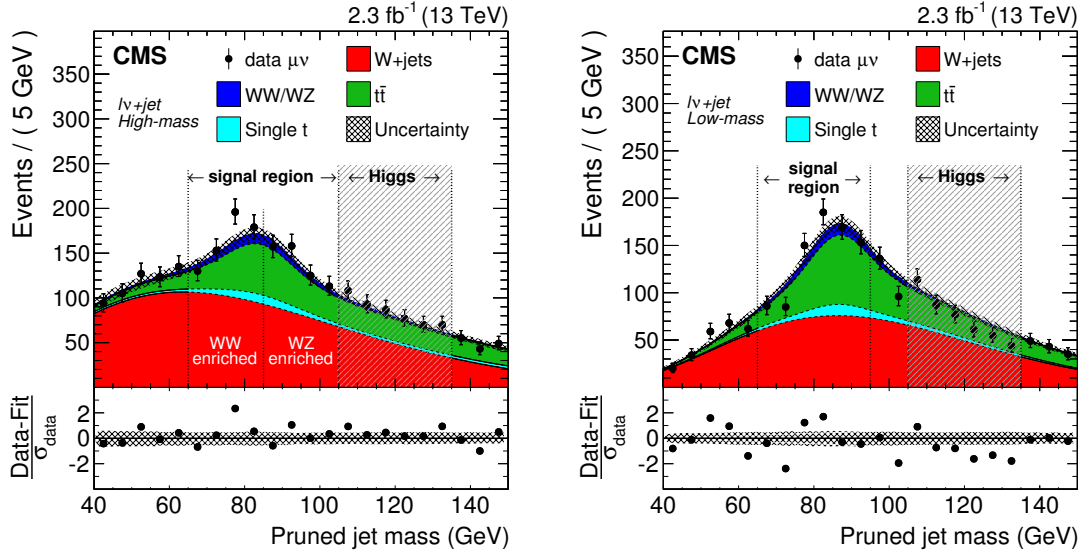 2.3 fb⁻¹ (13 TeV)
CMS
data μν
W+jets
WW/WZ
tt̄
Single t
Uncertainty
lν+jet
High-mass
← signal region →
← Higgs →
WW
enriched
WZ
enriched
Events / ( 5 GeV )
350
300
250
200
150
100
50
Data-Fit
σdata
2
0
-2
40 60 80 100 120 140
Pruned jet mass (GeV)
2.3 fb⁻¹ (13 TeV)
CMS
data μν
W+jets
WW/WZ
tt̄
Single t
Uncertainty
lν+jet
Low-mass
← signal →
region
← Higgs →
Events / ( 5 GeV )
350
300
250
200
150
100
50
Data-Fit
σdata
2
0
-2
40 60 80 100 120 140
Pruned jet mass (GeV)